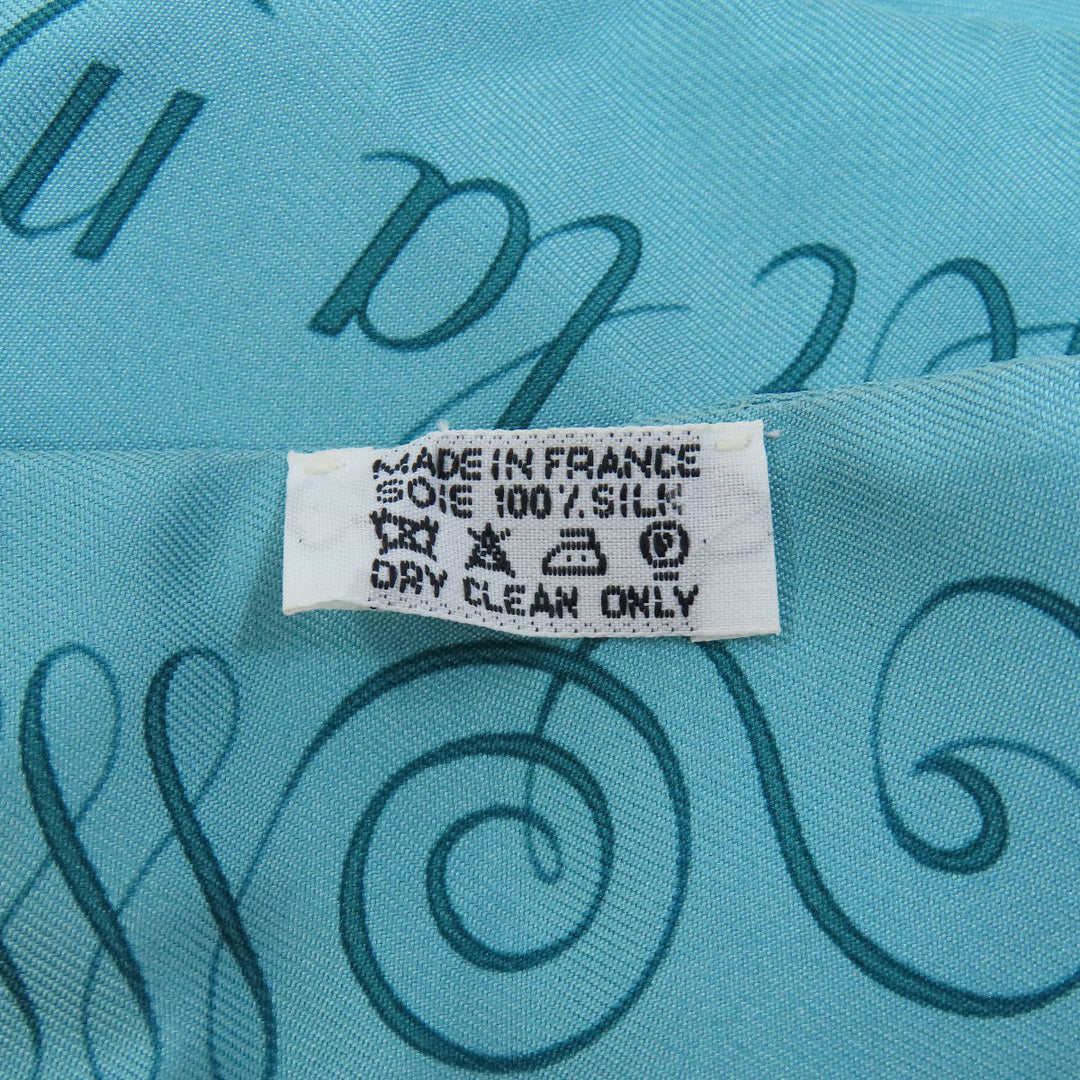 MADE IN FRANCE
SOIE 100% SILK
P
DRY CLEAN ONLY